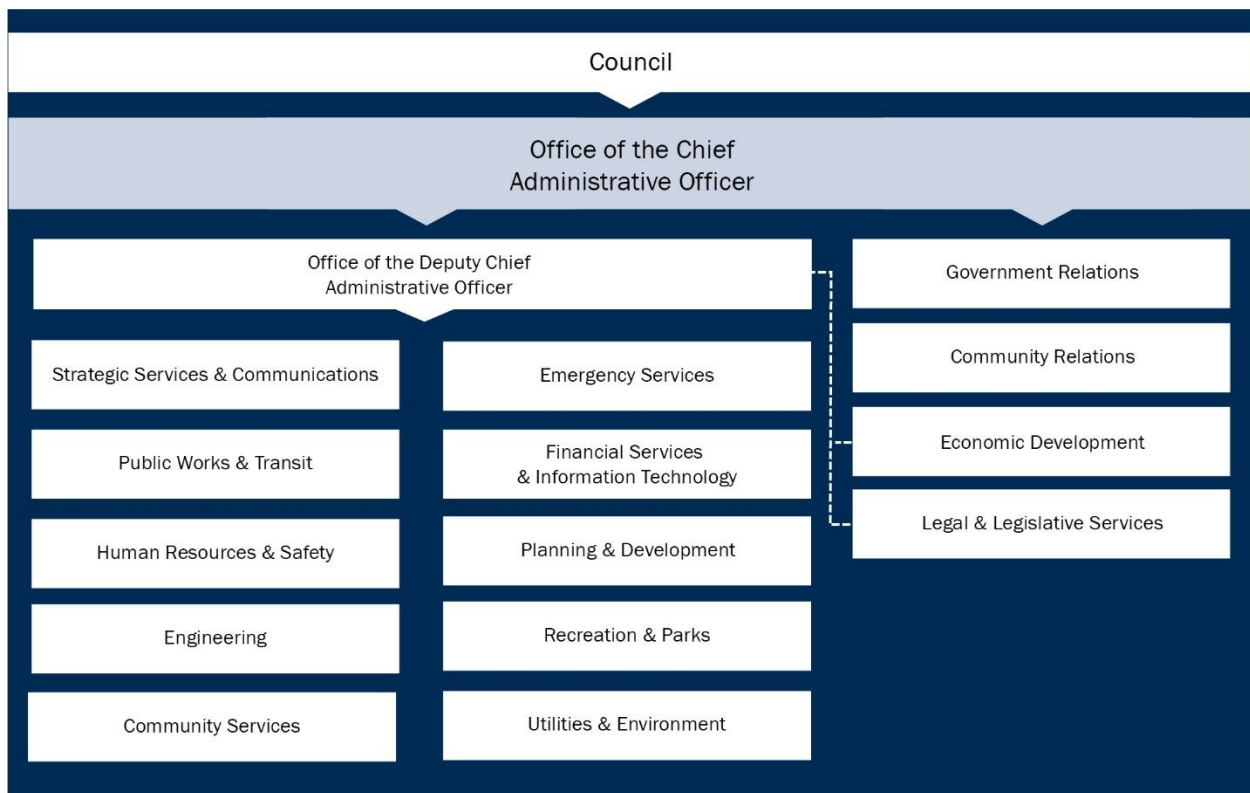 Council
Office of the Chief
Administrative Officer
Office of the Deputy Chief
Administrative Officer
Strategic Services & Communications
Public Works & Transit
Human Resources & Safety
Engineering
Community Services
Emergency Services
Financial Services
& Information Technology
Planning & Development
Recreation & Parks
Utilities & Environment
Government Relations
Community Relations
Economic Development
Legal & Legislative Services